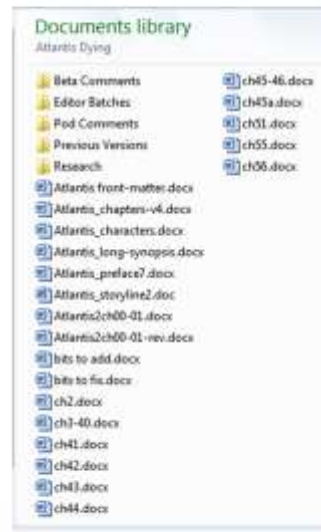 Documents library
Atlantis Dying
Beta Comments
Editor Batches
Pod Comments
Previous Versions
Research
Atlantis front-matter.docx
Atlantis_chapters-v4.docx
Atlantis_characters.docx
Atlantis_long-synopsis.docx
Atlantis_preface7.docx
Atlantis_storyline2.doc
Atlantis2ch00-01.docx
Atlantis2ch00-01-rev.docx
bits to add.docx
bits to fix.docx
ch2.docx
ch3-40.docx
ch41.docx
ch42.docx
ch43.docx
ch44.docx
ch45-46.docx
ch45a.docx
ch51.docx
ch55.docx
ch56.docx